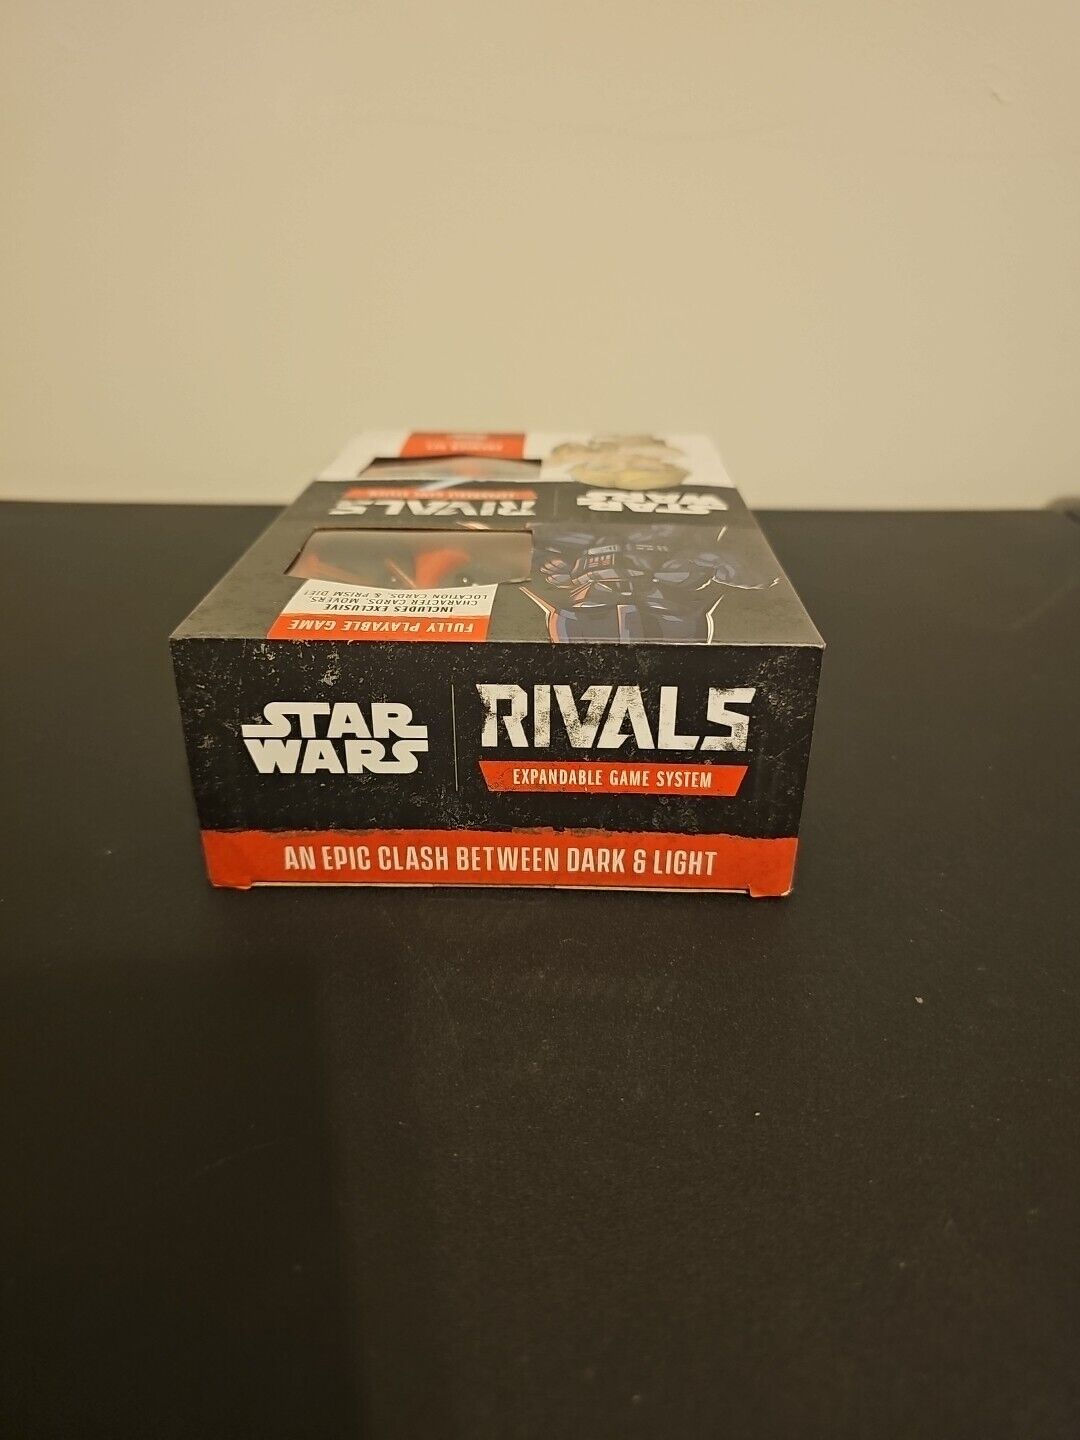 RIVALS
STAR
WARS
FULLY PLAYABLE GAME
INCLUDES EXCLUSIVE
CHARACTER CARDS, MOVERS,
LOCATION CARDS, & PRISM DIE!
STAR
WARS
RIVALS
EXPANDABLE GAME SYSTEM
AN EPIC CLASH BETWEEN DARK & LIGHT